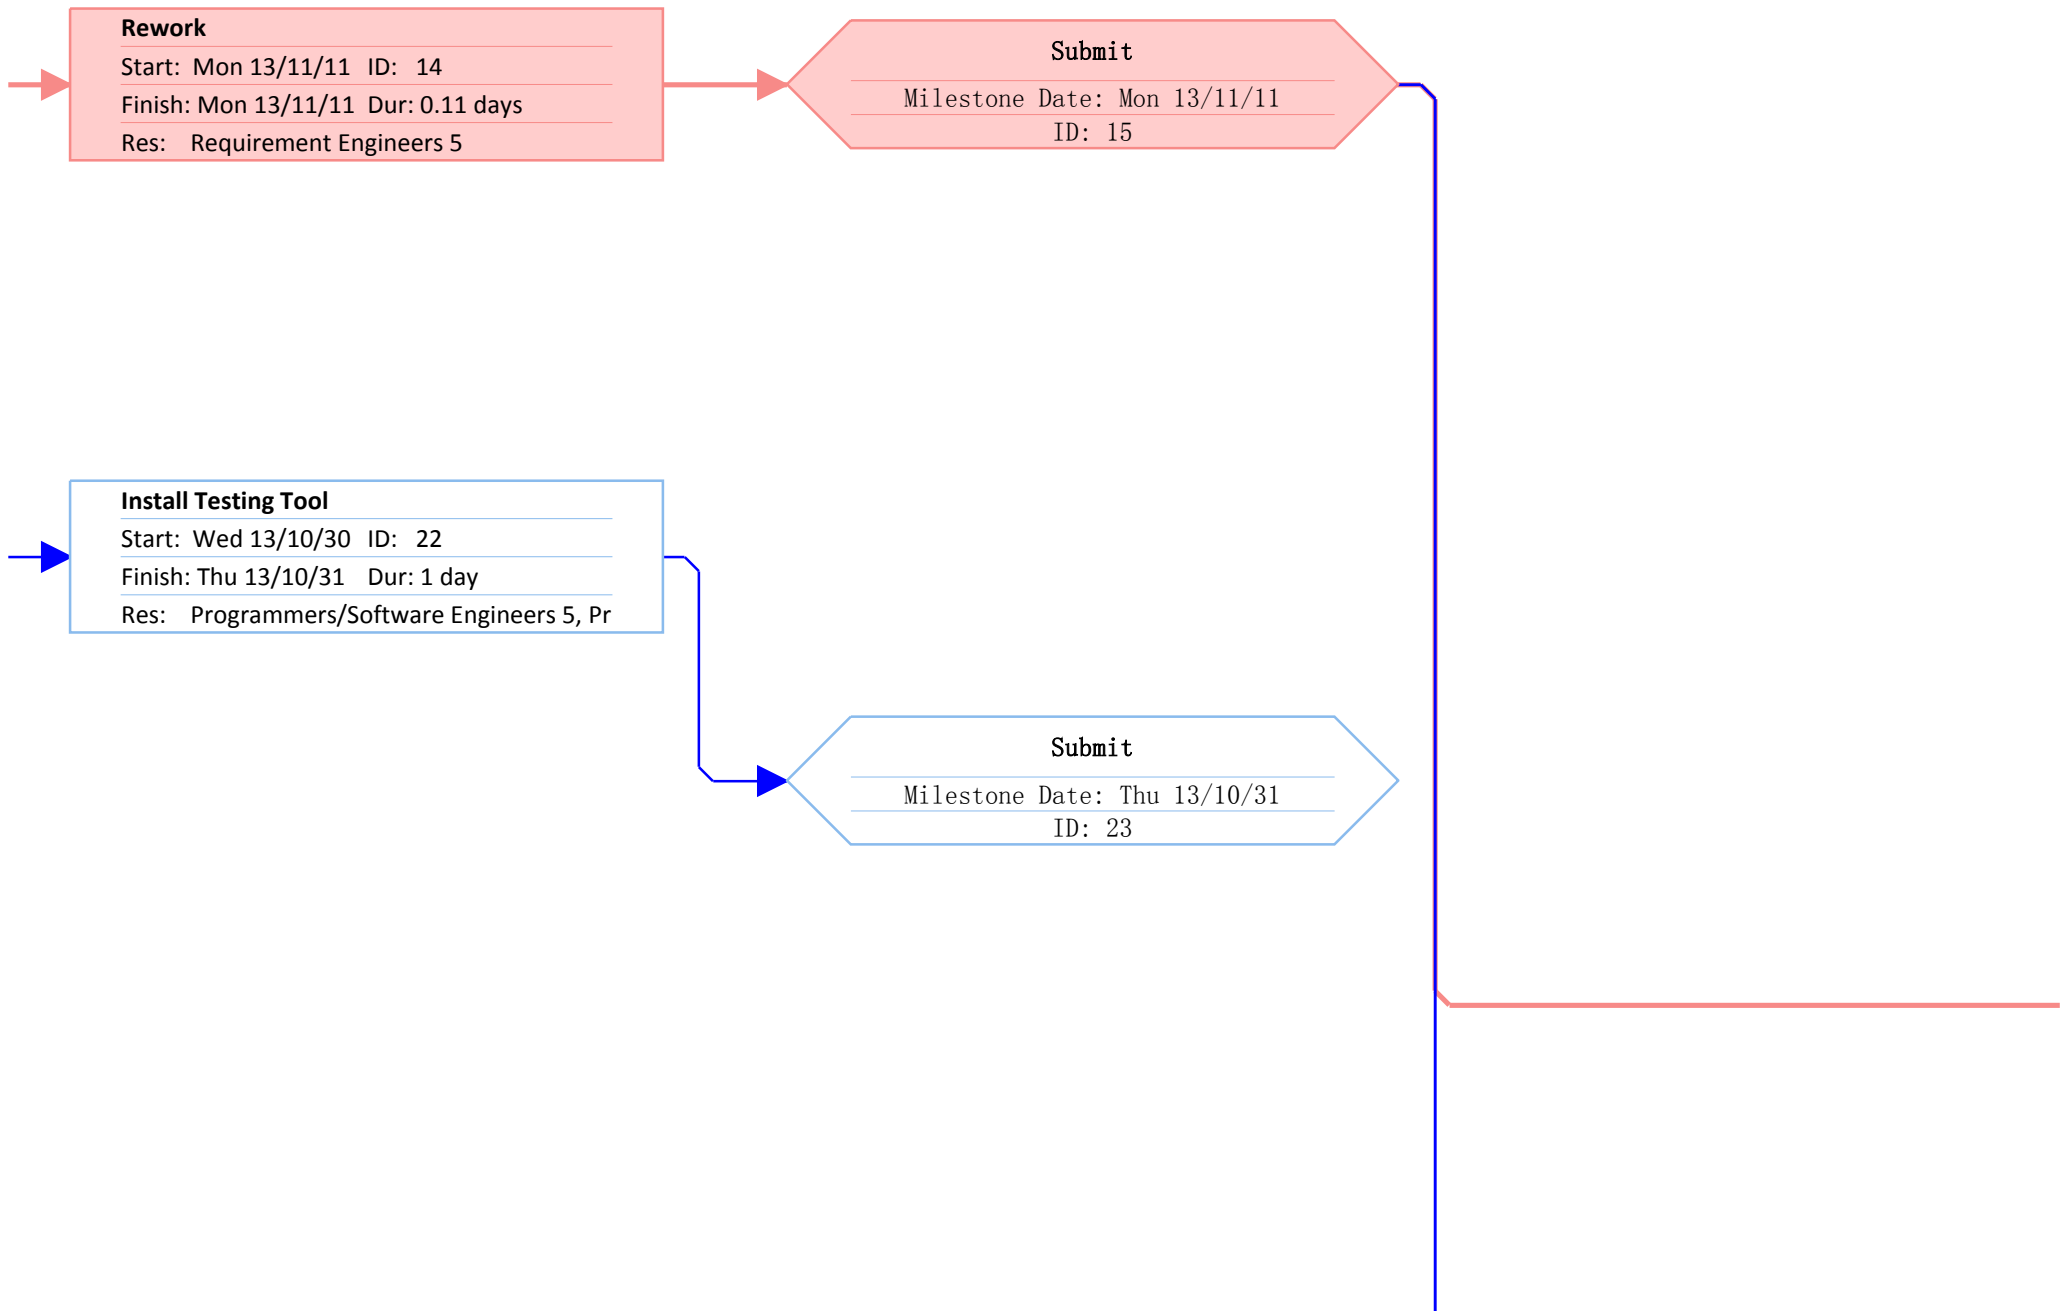 Rework
Start: Mon 13/11/11 ID: 14
Finish: Mon 13/11/11 Dur: 0.11 days
Res: Requirement Engineers 5
Submit
Milestone Date: Mon 13/11/11
ID: 15
Install Testing Tool
Start: Wed 13/10/30 ID: 22
Finish: Thu 13/10/31 Dur: 1 day
Res: Programmers/Software Engineers 5, Pr
Submit
Milestone Date: Thu 13/10/31
ID: 23